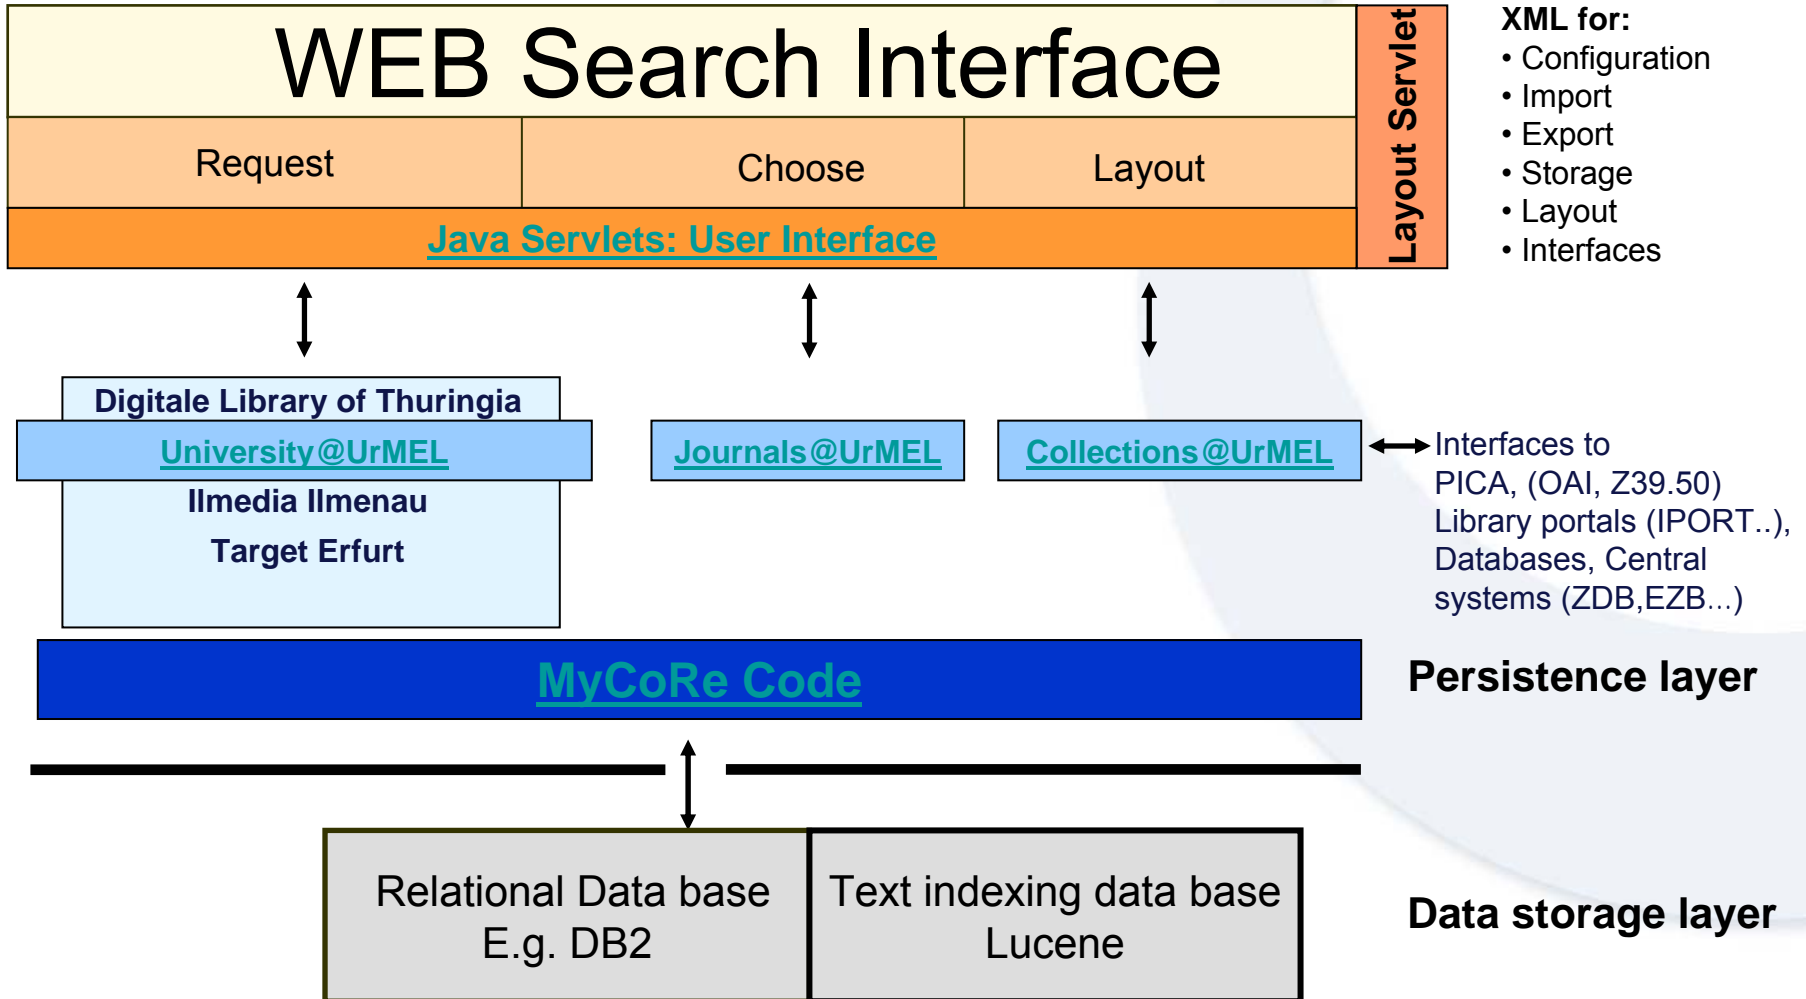 WEB Search Interface
Request
Choose
Layout
Java Servlets: User Interface
Layout Servlet
XML for:
• Configuration
• Import
• Export
• Storage
• Layout
• Interfaces
Digitale Library of Thuringia
University@UrMEL
Ilmedia Ilmenau
Target Erfurt
Journals@UrMEL
Collections@UrMEL
Interfaces to
PICA, (OAI, Z39.50)
Library portals (IPORT..),
Databases, Central
systems (ZDB,EZB...)
MyCoRe Code
Persistence layer
Relational Data base
E.g. DB2
Text indexing data base
Lucene
Data storage layer